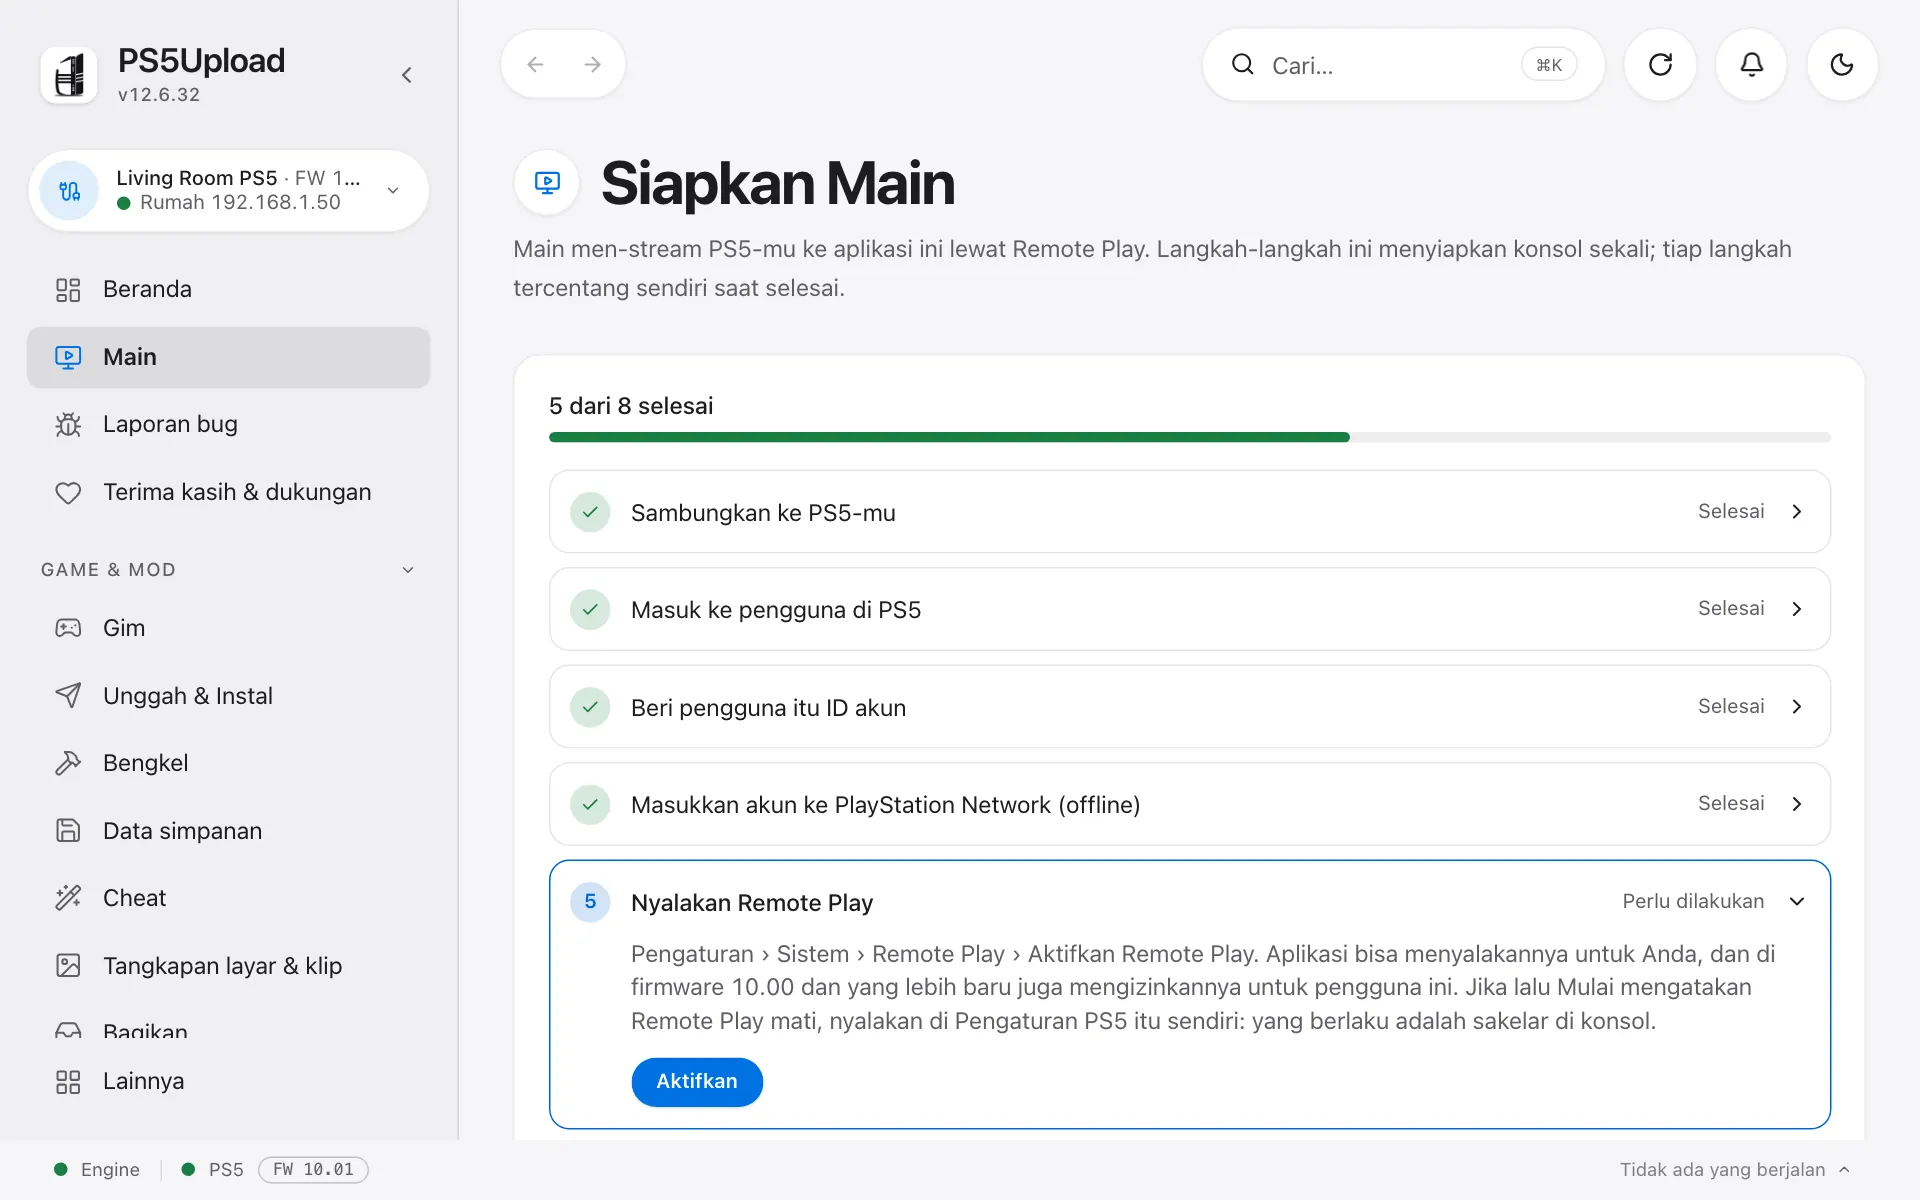 PS5Upload
v12.6.32
Living Room PS5 · FW 1...
Rumah 192.168.1.50
Beranda
Main
Laporan bug
Terima kasih & dukungan
GAME & MOD
Gim
Unggah & Instal
Bengkel
Data simpanan
Cheat
Tangkapan layar & klip
Bagikan
Lainnya
Cari...
⌘K
Siapkan Main
Main men-stream PS5-mu ke aplikasi ini lewat Remote Play. Langkah-langkah ini menyiapkan konsol sekali; tiap langkah
tercentang sendiri saat selesai.
5 dari 8 selesai
Sambungkan ke PS5-mu
Selesai
Masuk ke pengguna di PS5
Selesai
Beri pengguna itu ID akun
Selesai
Masukkan akun ke PlayStation Network (offline)
Selesai
5
Nyalakan Remote Play
Perlu dilakukan
Pengaturan › Sistem › Remote Play › Aktifkan Remote Play. Aplikasi bisa menyalakannya untuk Anda, dan di
firmware 10.00 dan yang lebih baru juga mengizinkannya untuk pengguna ini. Jika lalu Mulai mengatakan
Remote Play mati, nyalakan di Pengaturan PS5 itu sendiri: yang berlaku adalah sakelar di konsol.
Aktifkan
Engine
PS5
FW 10.01
Tidak ada yang berjalan